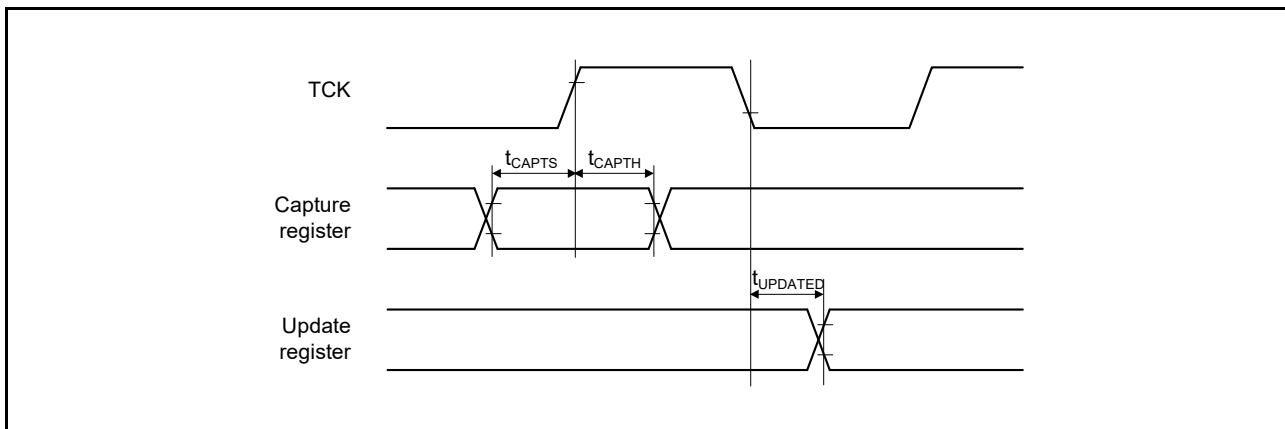 TCK
tCAPTS
tCAPTH
Capture
register
tUPDATED
Update
register